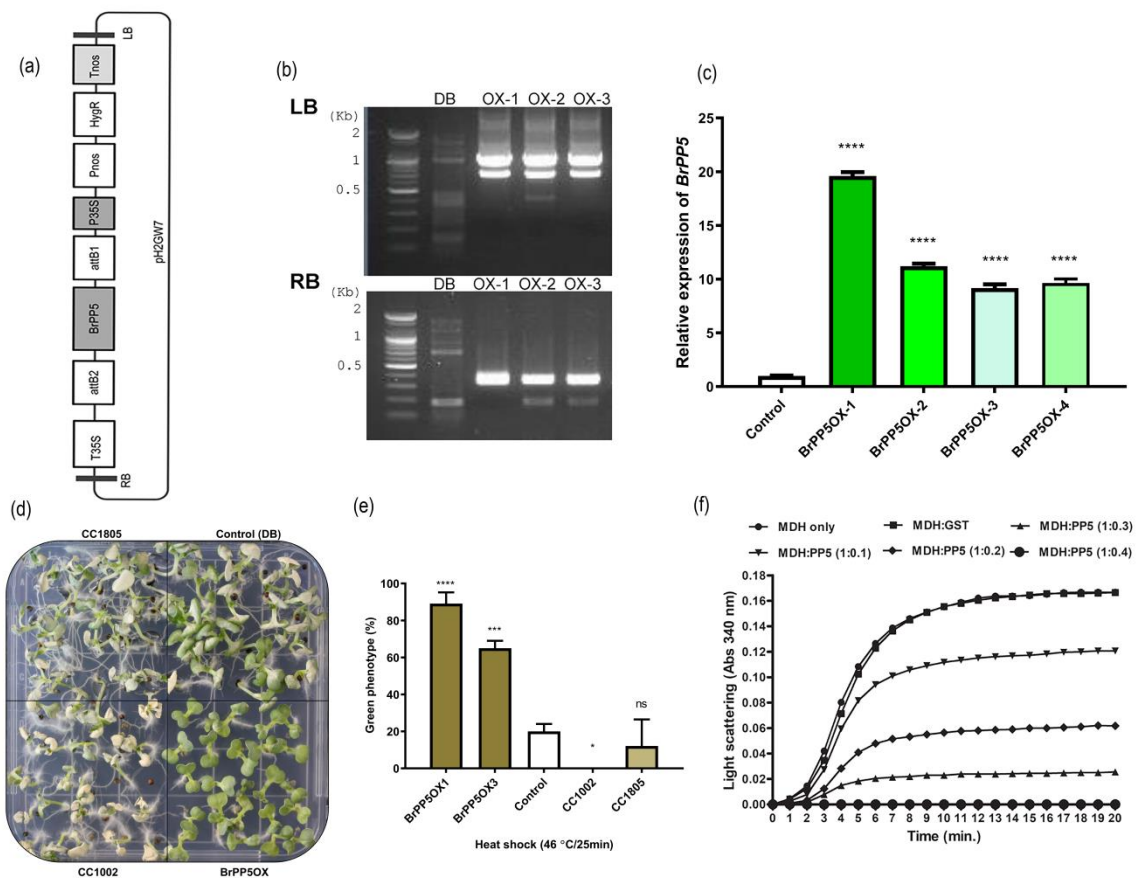 (a)
LB
Tnos
HygR
Pnos
P35S
attB1
BrPP5
attB2
T35S
RB
pH2GW7
(b)
LB
DB OX-1 OX-2 OX-3
(Kb)
2
1
0.5
RB
DB OX-1 OX-2 OX-3
(Kb)
2
1
0.5
(c)
Relative expression of BrPP5
25
20
15
10
5
0
****
****
****
****
Control
BrPP5OX-1
BrPP5OX-2
BrPP5OX-3
BrPP5OX-4
(d)
CC1805 Control (DB)
CC1002 BrPP5OX
(e)
Green phenotype (%)
100
80
60
40
20
0
****
***
*
ns
BrPP5OX1
BrPP5OX3
Control
CC1002
CC1805
Heat shock (46 °C/25min)
(f)
MDH only MDH:GST MDH:PP5 (1:0.3)
MDH:PP5 (1:0.1) MDH:PP5 (1:0.2) MDH:PP5 (1:0.4)
Light scattering (Abs 340 nm)
0.18
0.16
0.14
0.12
0.10
0.08
0.06
0.04
0.02
0.00
0 1 2 3 4 5 6 7 8 9 10 11 12 13 14 15 16 17 18 19 20
Time (min.)